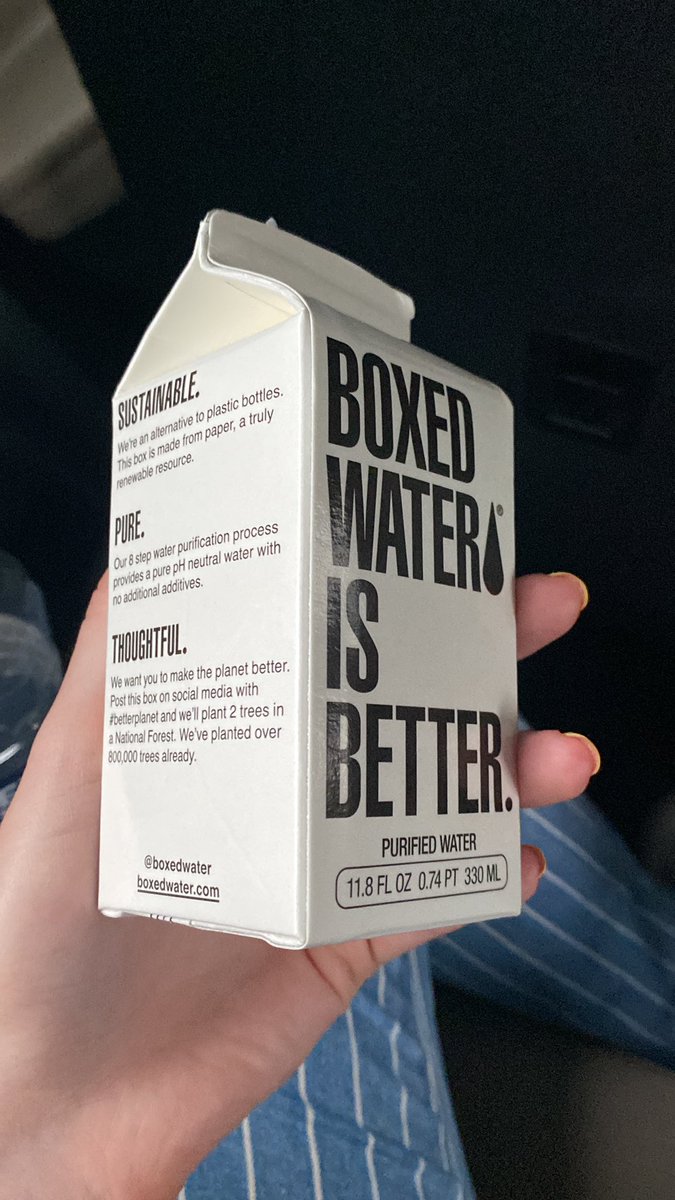 SUSTAINABLE.
We're an alternative to plastic bottles.
This box is made from paper, a truly
renewable resource.
PURE.
Our 8 step water purification process
provides a pure pH neutral water with
no additional additives.
THOUGHTFUL.
We want you to make the planet better.
Post this box on social media with
#betterplanet and we'll plant 2 trees in
a National Forest. We've planted over
800,000 trees already.
@boxedwater
boxedwater.com
BOXED
WATER®
IS
BETTER.
PURIFIED WATER
11.8 FL OZ 0.74 PT 330 ML